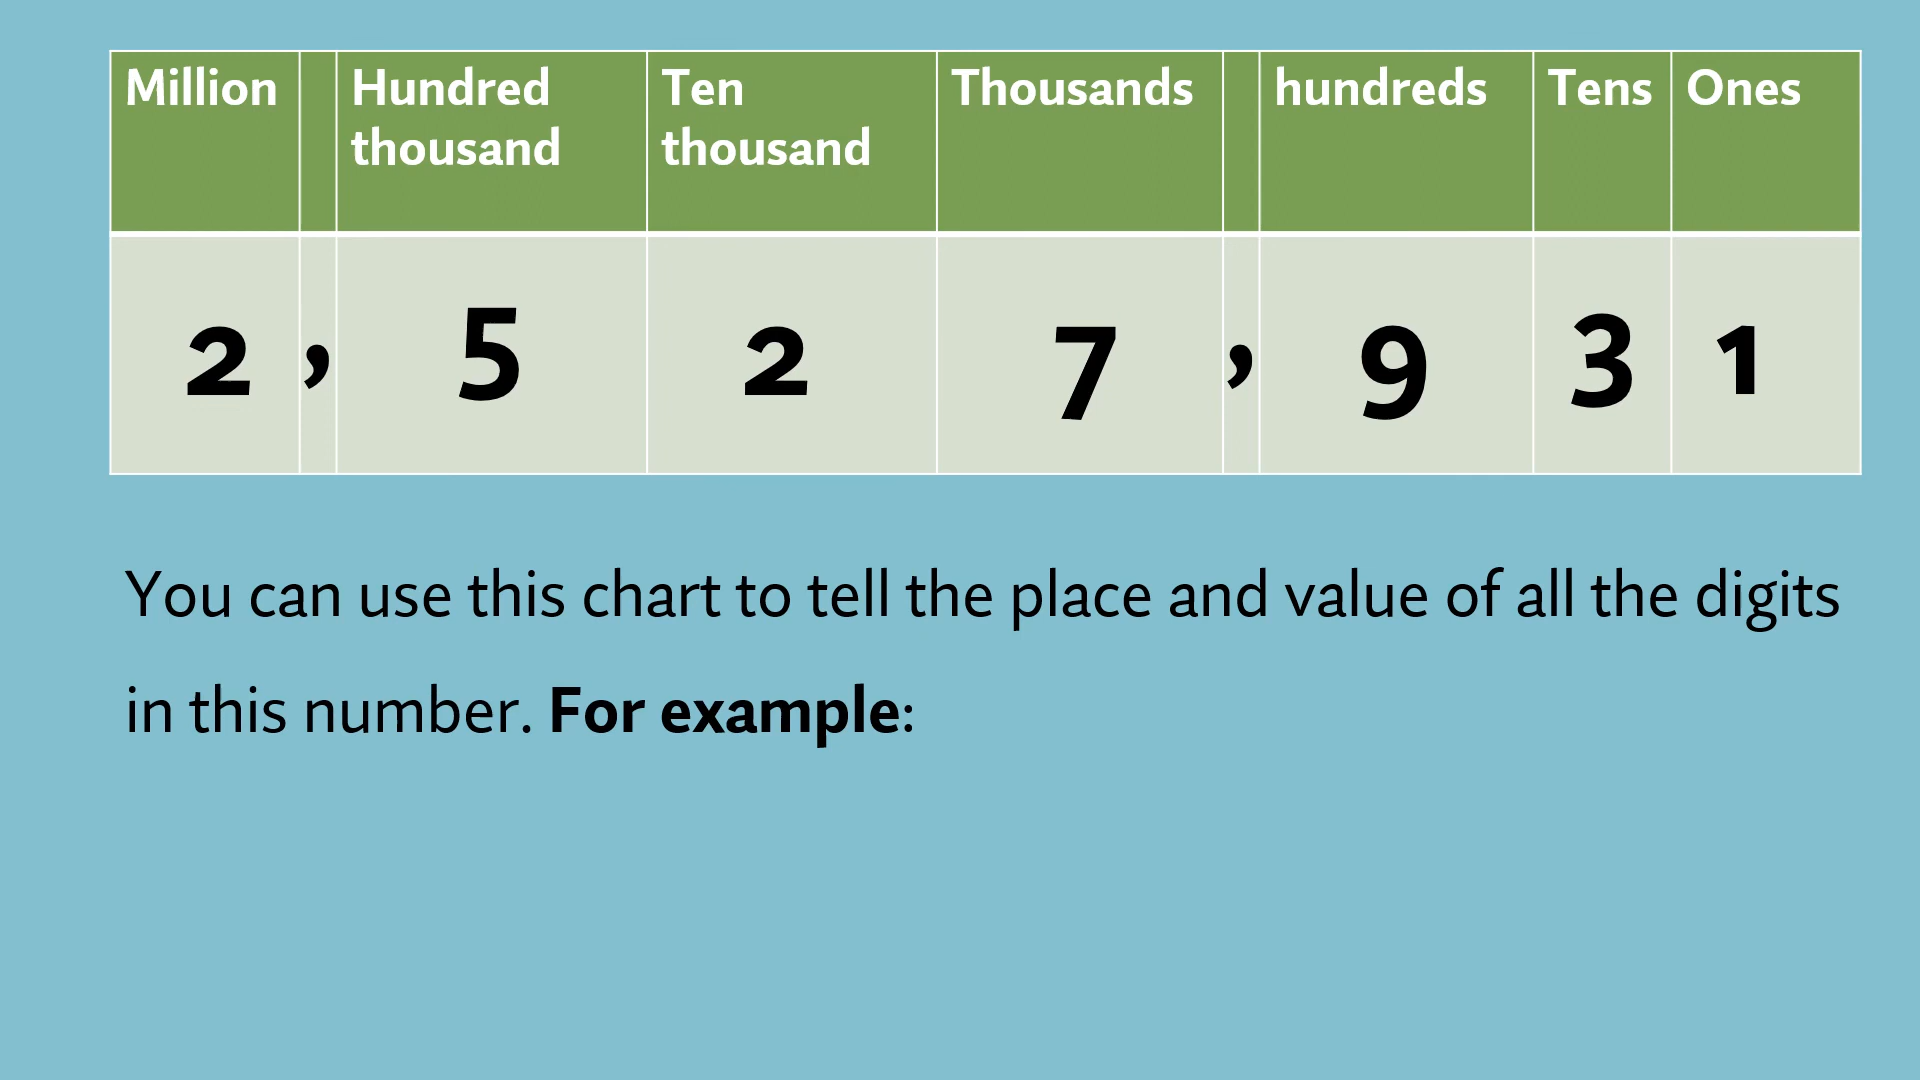 Million Hundred Ten Thousands hundreds Tens Ones
thousand thousand
2 , 5 2 7 , 9 3 1
You can use this chart to tell the place and value of all the digits
in this number. For example: